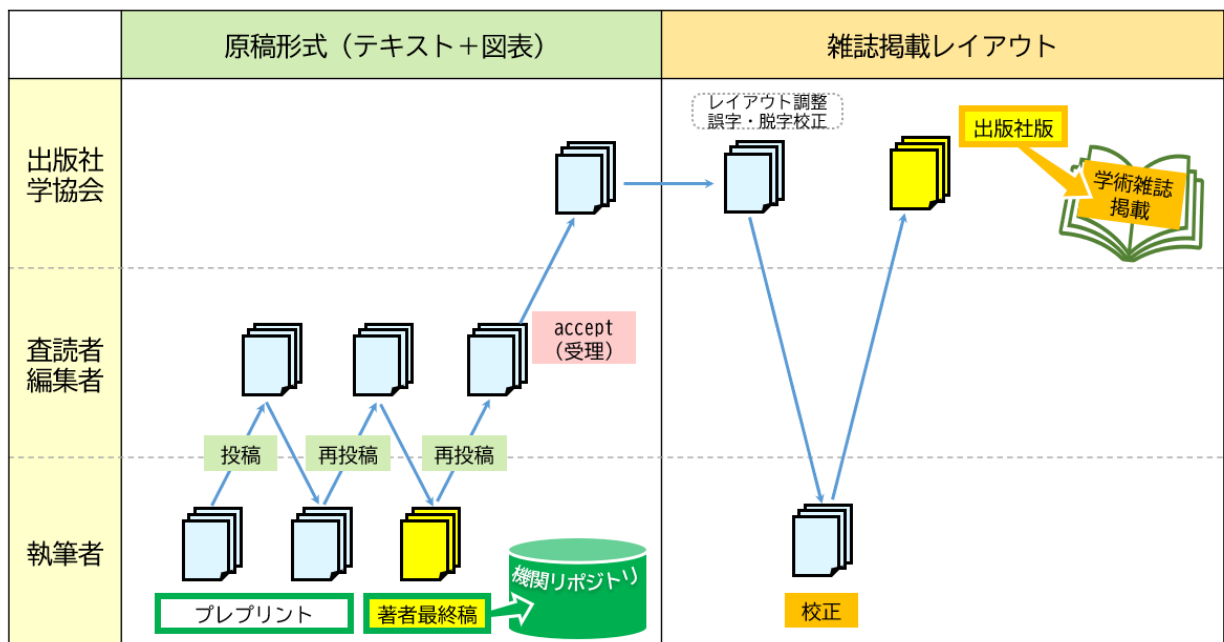 原稿形式（テキスト＋図表）
雑誌掲載レイアウト
出版社
学協会
レイアウト調整
誤字・脱字校正
出版社版
学術雑誌
掲載
査読者
編集者
accept
（受理）
投稿
再投稿
再投稿
執筆者
機関リポジトリ
プレプリント
著者最終稿
校正